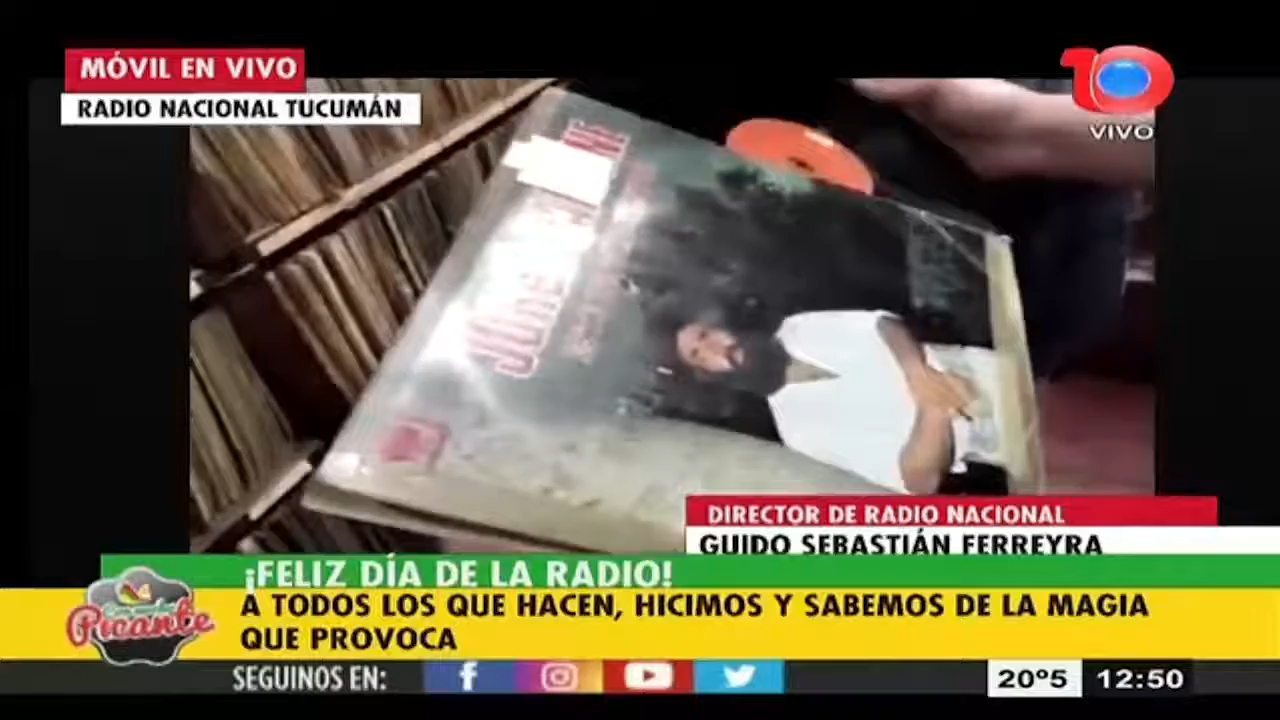 MÓVIL EN VIVO
RADIO NACIONAL TUCUMÁN
10
VIVO
DIRECTOR DE RADIO NACIONAL
GUIDO SEBASTIÁN FERREYRA
¡FELIZ DÍA DE LA RADIO!
A TODOS LOS QUE HACEN, HICIMOS Y SABEMOS DE LA MAGIA
QUE PROVOCA
Picante
SEGUINOS EN:
20°5
12:50